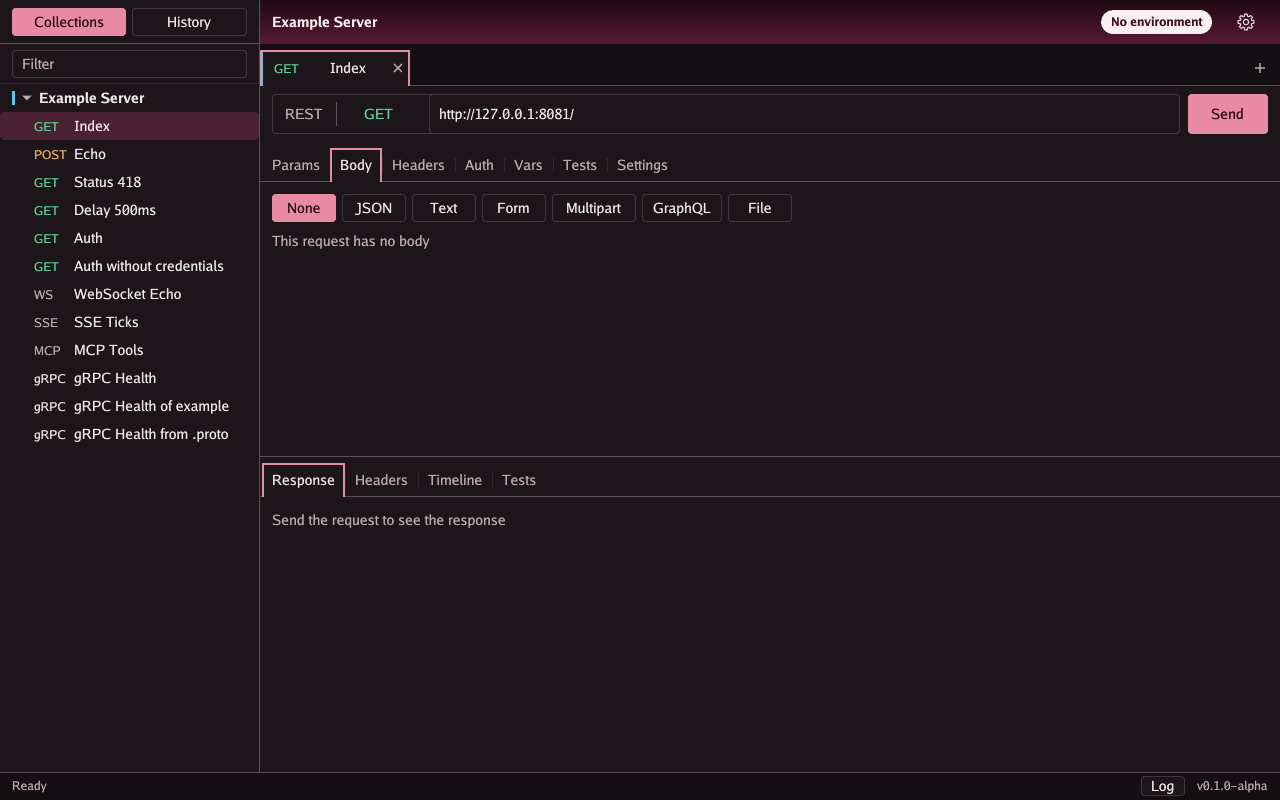 Collections History
Example Server
No environment
Filter
GET Index
Example Server
GET Index
POST Echo
GET Status 418
GET Delay 500ms
GET Auth
GET Auth without credentials
WS WebSocket Echo
SSE SSE Ticks
MCP MCP Tools
gRPC gRPC Health
gRPC gRPC Health of example
gRPC gRPC Health from .proto
REST GET http://127.0.0.1:8081/ Send
Params Body Headers Auth Vars Tests Settings
None JSON Text Form Multipart GraphQL File
This request has no body
Response Headers Timeline Tests
Send the request to see the response
Ready
Log v0.1.0-alpha